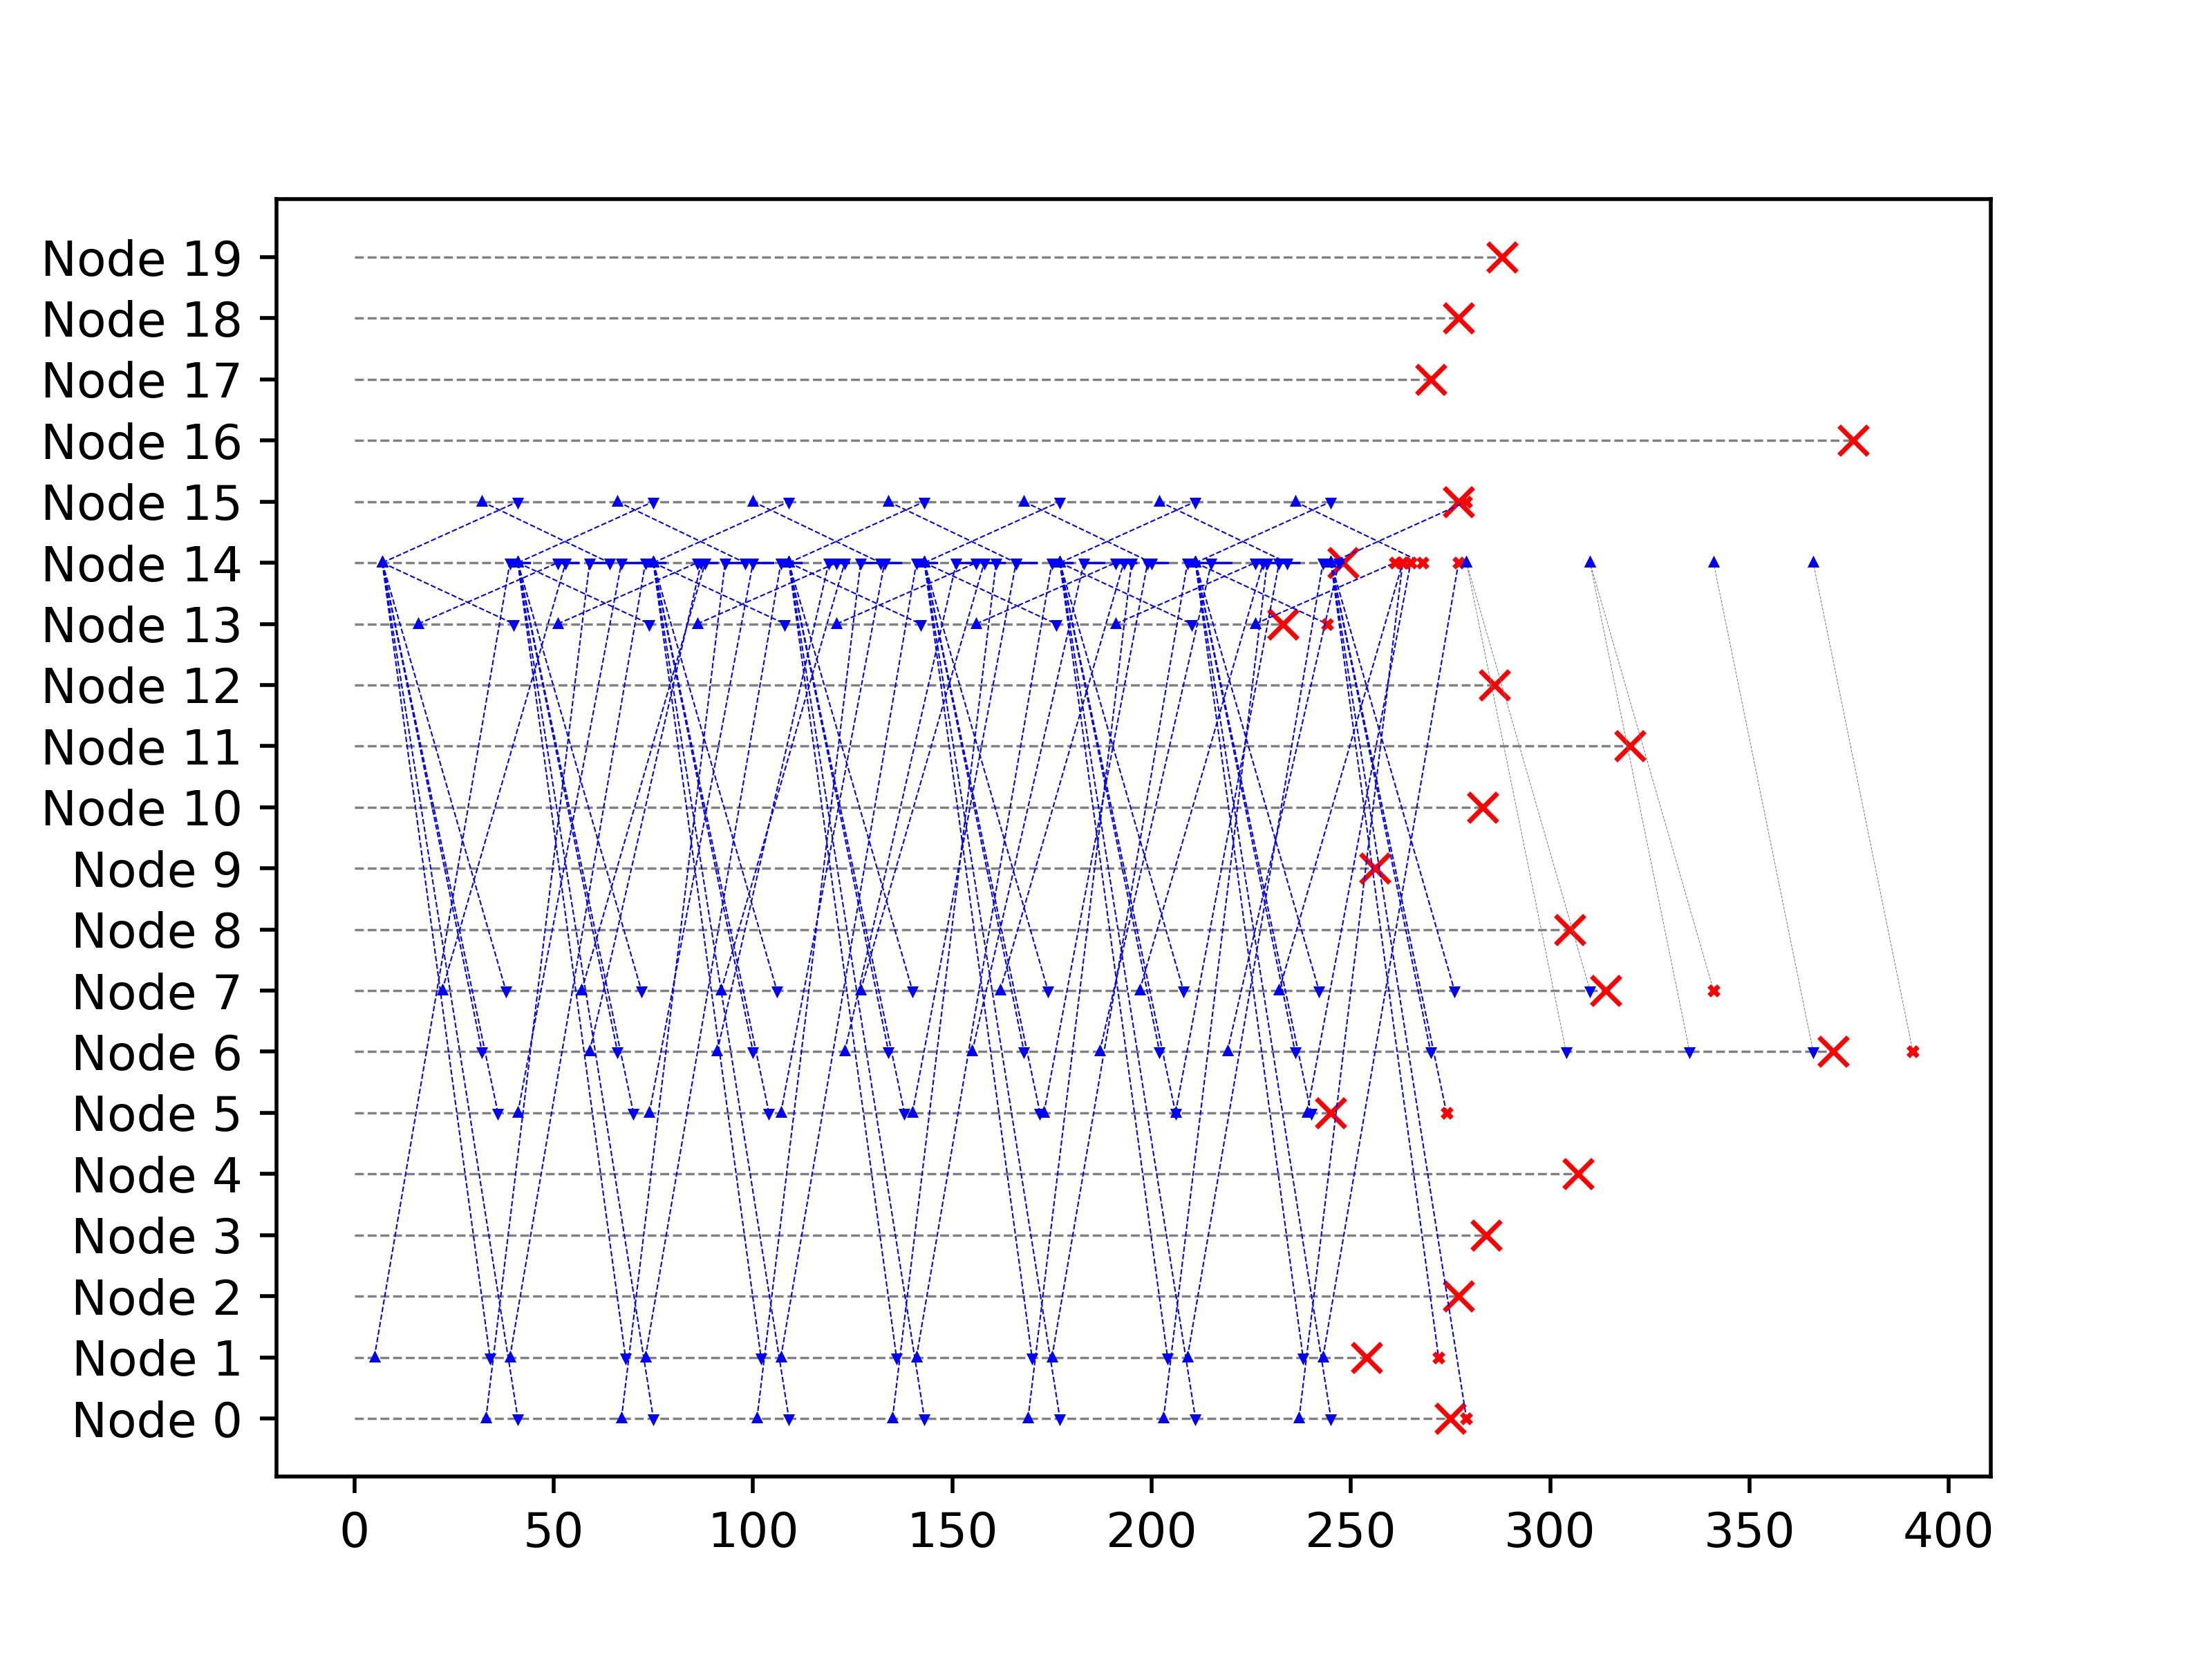 Node 19
Node 18
Node 17
Node 16
Node 15
Node 14
Node 13
Node 12
Node 11
Node 10
Node 9
Node 8
Node 7
Node 6
Node 5
Node 4
Node 3
Node 2
Node 1
Node 0
0 50 100 150 200 250 300 350 400